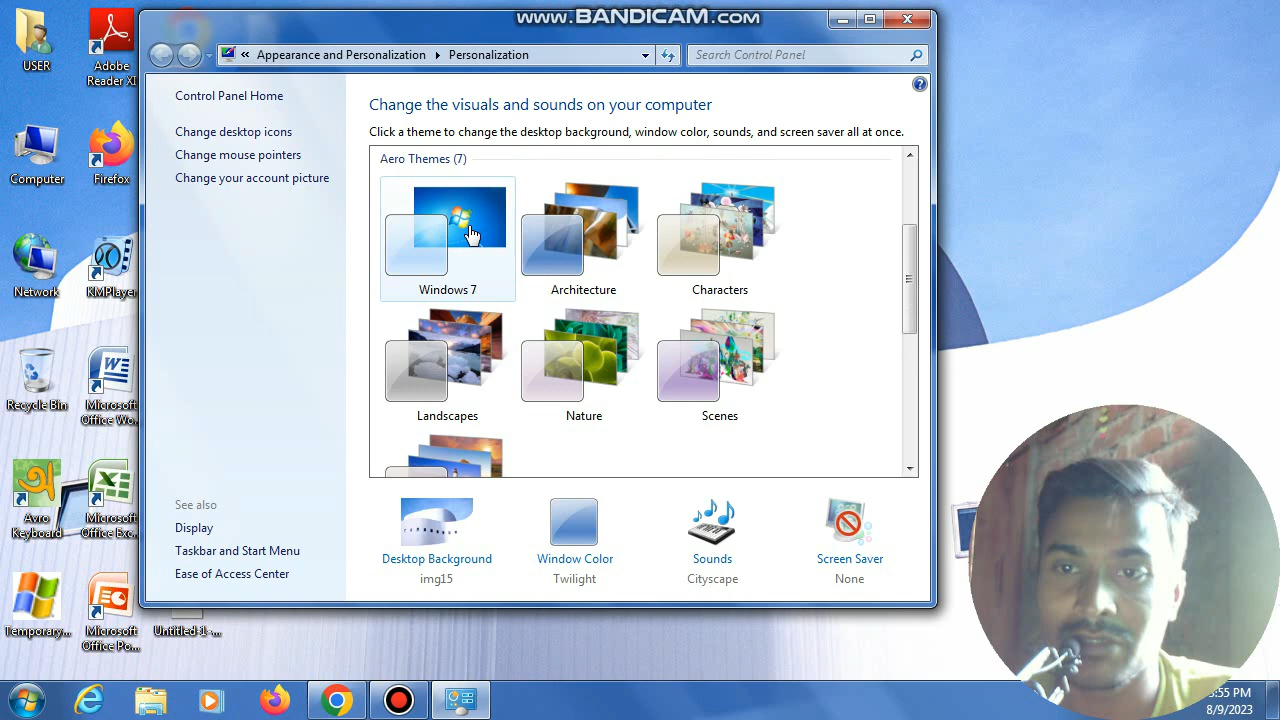 www.BANDICAM.com
USER
Adobe
Reader XI
Computer
Firefox
Network
KMPlayer
Recycle Bin
Microsoft
Office Wo...
অ
Avro
Keyboard
Microsoft
Office Exc...
Temporary...
Microsoft
Office Po...
Untitled-1-...
« Appearance and Personalization ▸ Personalization
Search Control Panel
Control Panel Home
Change desktop icons
Change mouse pointers
Change your account picture
See also
Display
Taskbar and Start Menu
Ease of Access Center
Change the visuals and sounds on your computer
Click a theme to change the desktop background, window color, sounds, and screen saver all at once.
Aero Themes (7)
Windows 7
Architecture
Characters
Landscapes
Nature
Scenes
Desktop Background
img15
Window Color
Twilight
Sounds
Cityscape
Screen Saver
None
:55 PM
8/9/2023